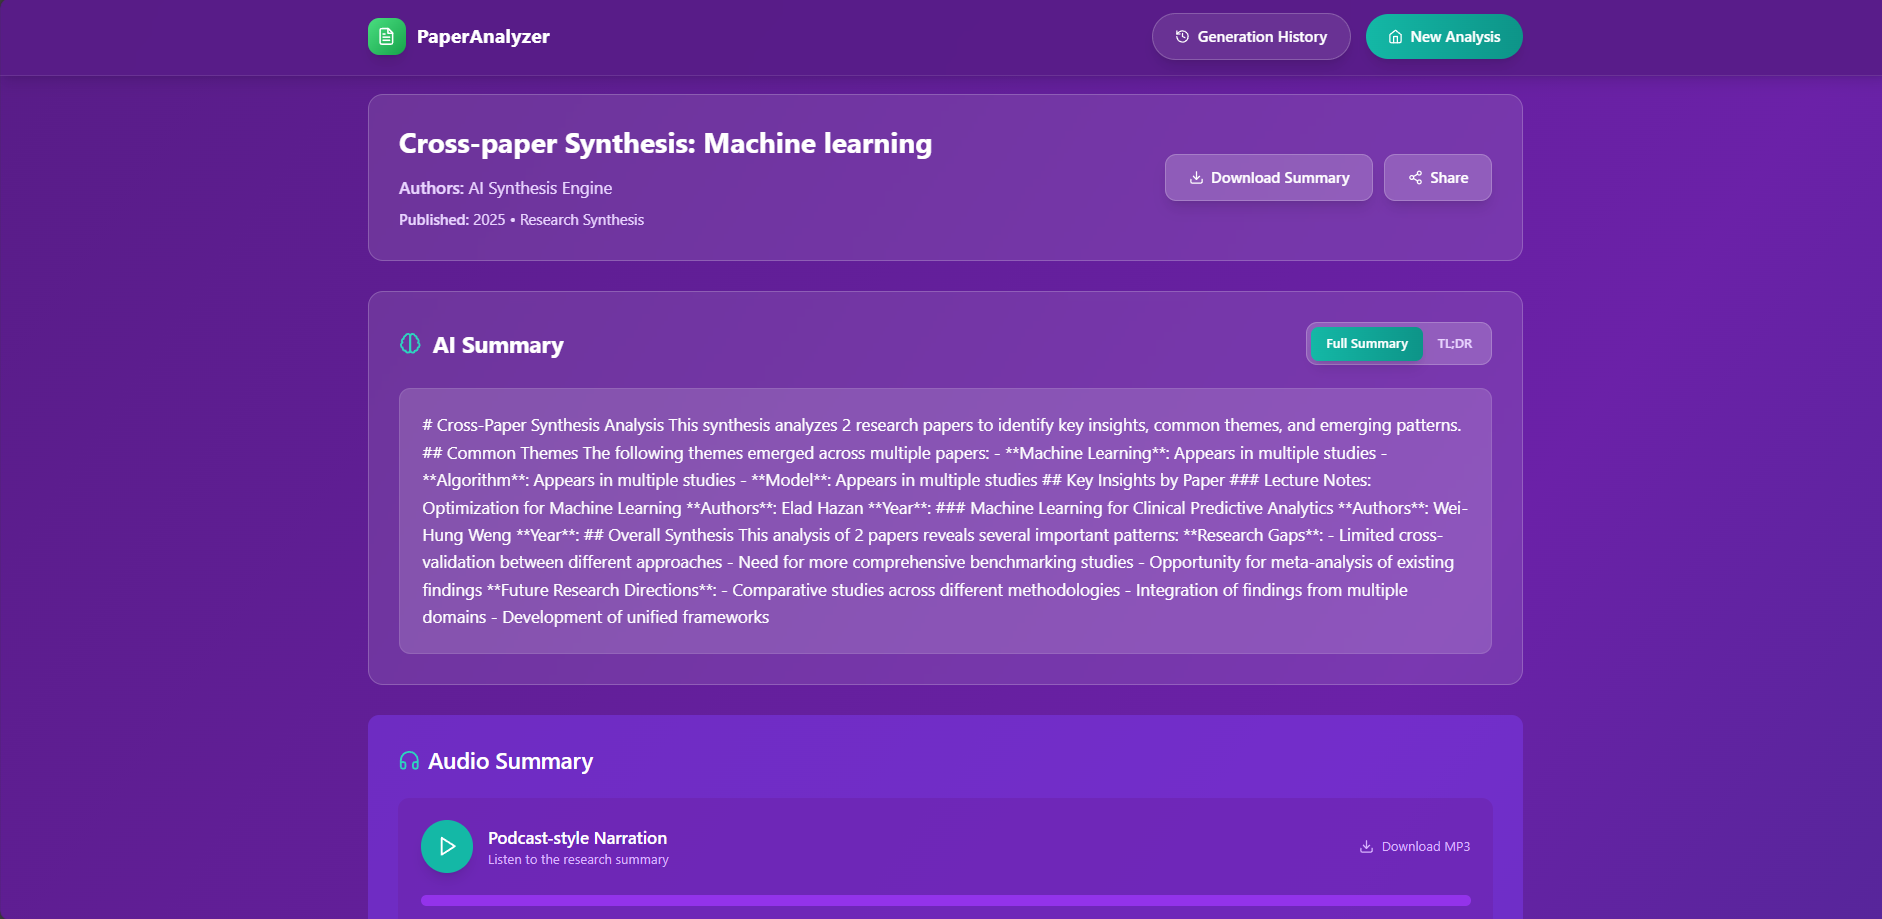 PaperAnalyzer
Generation History
New Analysis
Cross-paper Synthesis: Machine learning
Authors: AI Synthesis Engine
Published: 2025 • Research Synthesis
Download Summary
Share
AI Summary
Full Summary
TL;DR
# Cross-Paper Synthesis Analysis This synthesis analyzes 2 research papers to identify key insights, common themes, and emerging patterns.
## Common Themes The following themes emerged across multiple papers: - **Machine Learning**: Appears in multiple studies -
**Algorithm**: Appears in multiple studies - **Model**: Appears in multiple studies ## Key Insights by Paper ### Lecture Notes:
Optimization for Machine Learning **Authors**: Elad Hazan **Year**: ### Machine Learning for Clinical Predictive Analytics **Authors**: Wei-
Hung Weng **Year**: ## Overall Synthesis This analysis of 2 papers reveals several important patterns: **Research Gaps**: - Limited cross-
validation between different approaches - Need for more comprehensive benchmarking studies - Opportunity for meta-analysis of existing
findings **Future Research Directions**: - Comparative studies across different methodologies - Integration of findings from multiple
domains - Development of unified frameworks
Audio Summary
Podcast-style Narration
Listen to the research summary
Download MP3